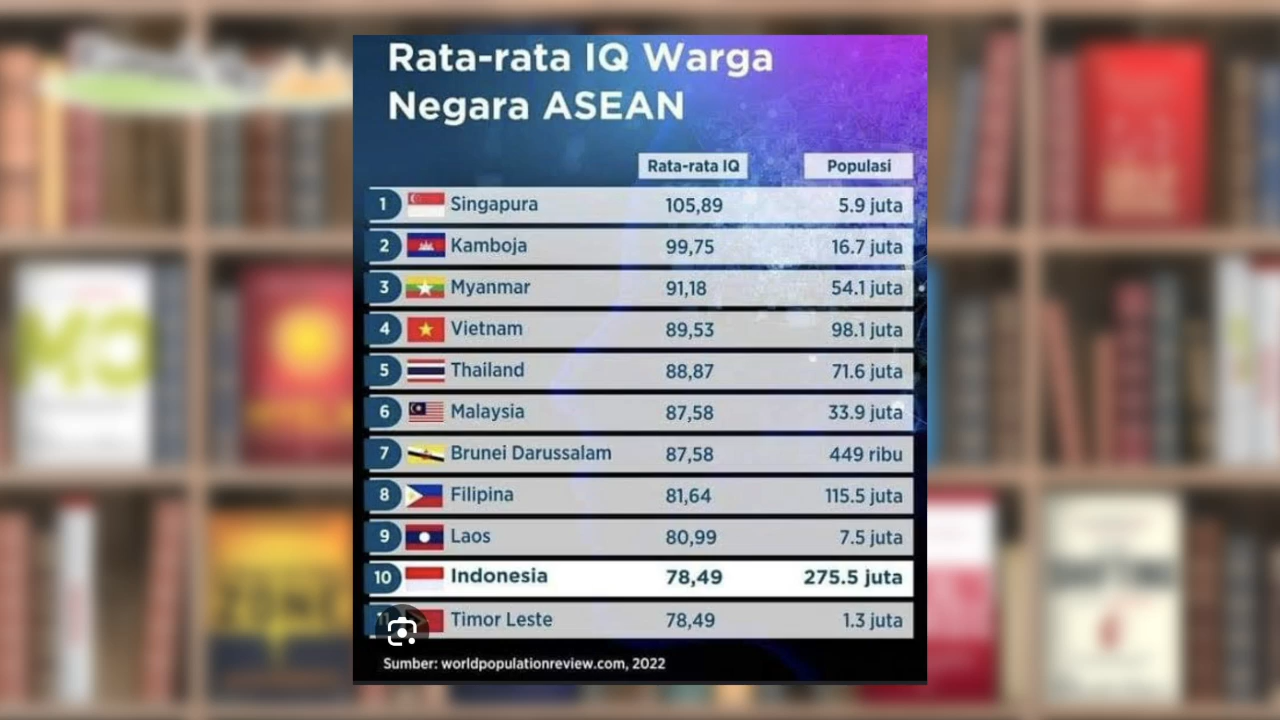 Rata-rata IQ Warga
Negara ASEAN
Rata-rata IQ Populasi
1 Singapura 105,89 5.9 juta
2 Kamboja 99,75 16.7 juta
3 Myanmar 91,18 54.1 juta
4 Vietnam 89,53 98.1 juta
5 Thailand 88,87 71.6 juta
6 Malaysia 87,58 33.9 juta
7 Brunei Darussalam 87,58 449 ribu
8 Filipina 81,64 115.5 juta
9 Laos 80,99 7.5 juta
10 Indonesia 78,49 275.5 juta
11 Timor Leste 78,49 1.3 juta
Sumber: worldpopulationreview.com, 2022